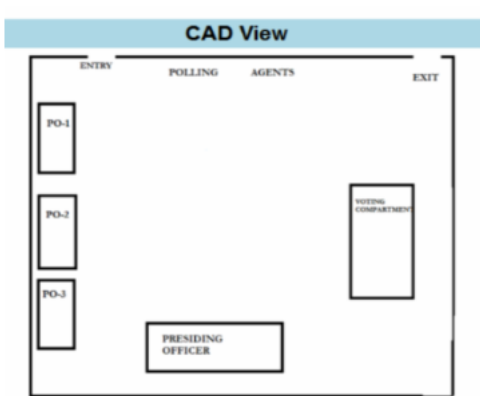 CAD View
ENTRY
POLLING AGENTS
EXIT
PO-1
PO-2
VOTING
COMPARTMENT
PO-3
PRESIDING
OFFICER